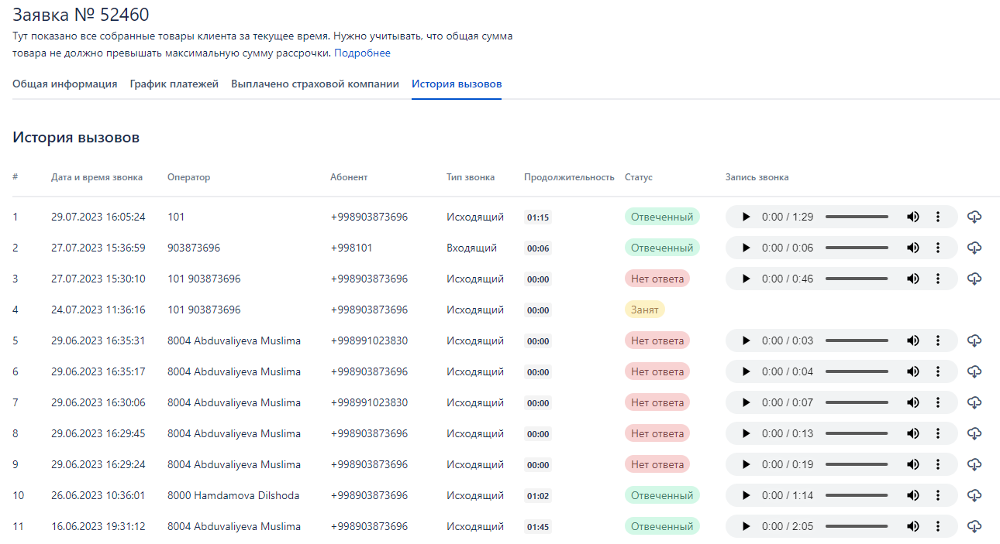 Заявка № 52460
Тут показано все собранные товары клиента за текущее время. Нужно учитывать, что общая сумма
товара не должно превышать максимальную сумму рассрочки. Подробнее
Общая информация График платежей Выплачено страховой компании История вызовов
История вызовов
# Дата и время звонка Оператор Абонент Тип звонка Продолжительность Статус Запись звонка
1 29.07.2023 16:05:24 101 +998903873696 Исходящий 01:15 Отвеченный 0:00 / 1:29
2 27.07.2023 15:36:59 903873696 +998101 Входящий 00:06 Отвеченный 0:00 / 0:06
3 27.07.2023 15:30:10 101 903873696 +998903873696 Исходящий 00:00 Нет ответа 0:00 / 0:46
4 24.07.2023 11:36:16 101 903873696 +998903873696 Исходящий 00:00 Занят
5 29.06.2023 16:35:31 8004 Abduvaliyeva Muslima +998991023830 Исходящий 00:00 Нет ответа 0:00 / 0:03
6 29.06.2023 16:35:17 8004 Abduvaliyeva Muslima +998903873696 Исходящий 00:00 Нет ответа 0:00 / 0:04
7 29.06.2023 16:30:06 8004 Abduvaliyeva Muslima +998991023830 Исходящий 00:00 Нет ответа 0:00 / 0:07
8 29.06.2023 16:29:45 8004 Abduvaliyeva Muslima +998903873696 Исходящий 00:00 Нет ответа 0:00 / 0:13
9 29.06.2023 16:29:24 8004 Abduvaliyeva Muslima +998903873696 Исходящий 00:00 Нет ответа 0:00 / 0:19
10 26.06.2023 10:36:01 8000 Hamdamova Dilshoda +998903873696 Исходящий 01:02 Отвеченный 0:00 / 1:14
11 16.06.2023 19:31:12 8004 Abduvaliyeva Muslima +998903873696 Исходящий 01:45 Отвеченный 0:00 / 2:05